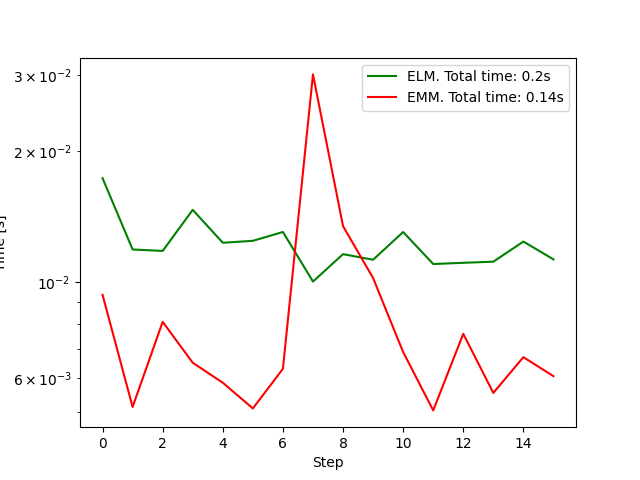 ELM. Total time: 0.2s
EMM. Total time: 0.14s
3 × 10⁻²
2 × 10⁻²
10⁻²
6 × 10⁻³
0 2 4 6 8 10 12 14
Step